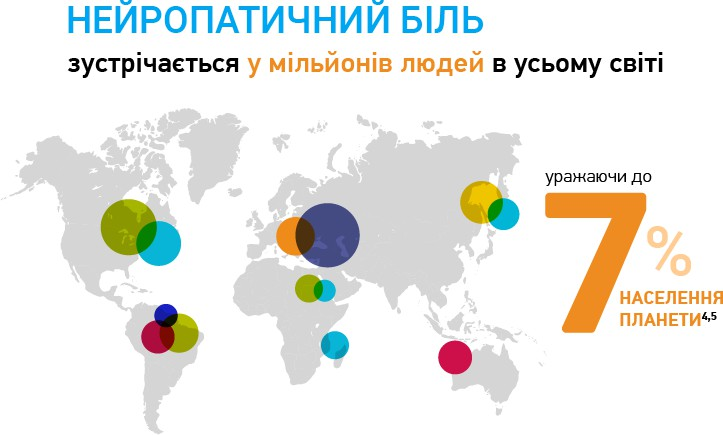 НЕЙРОПАТИЧНИЙ БІЛЬ
зустрічається у мільйонів людей в усьому світі
уражаючи до
7%
НАСЕЛЕННЯ
ПЛАНЕТИ4,5